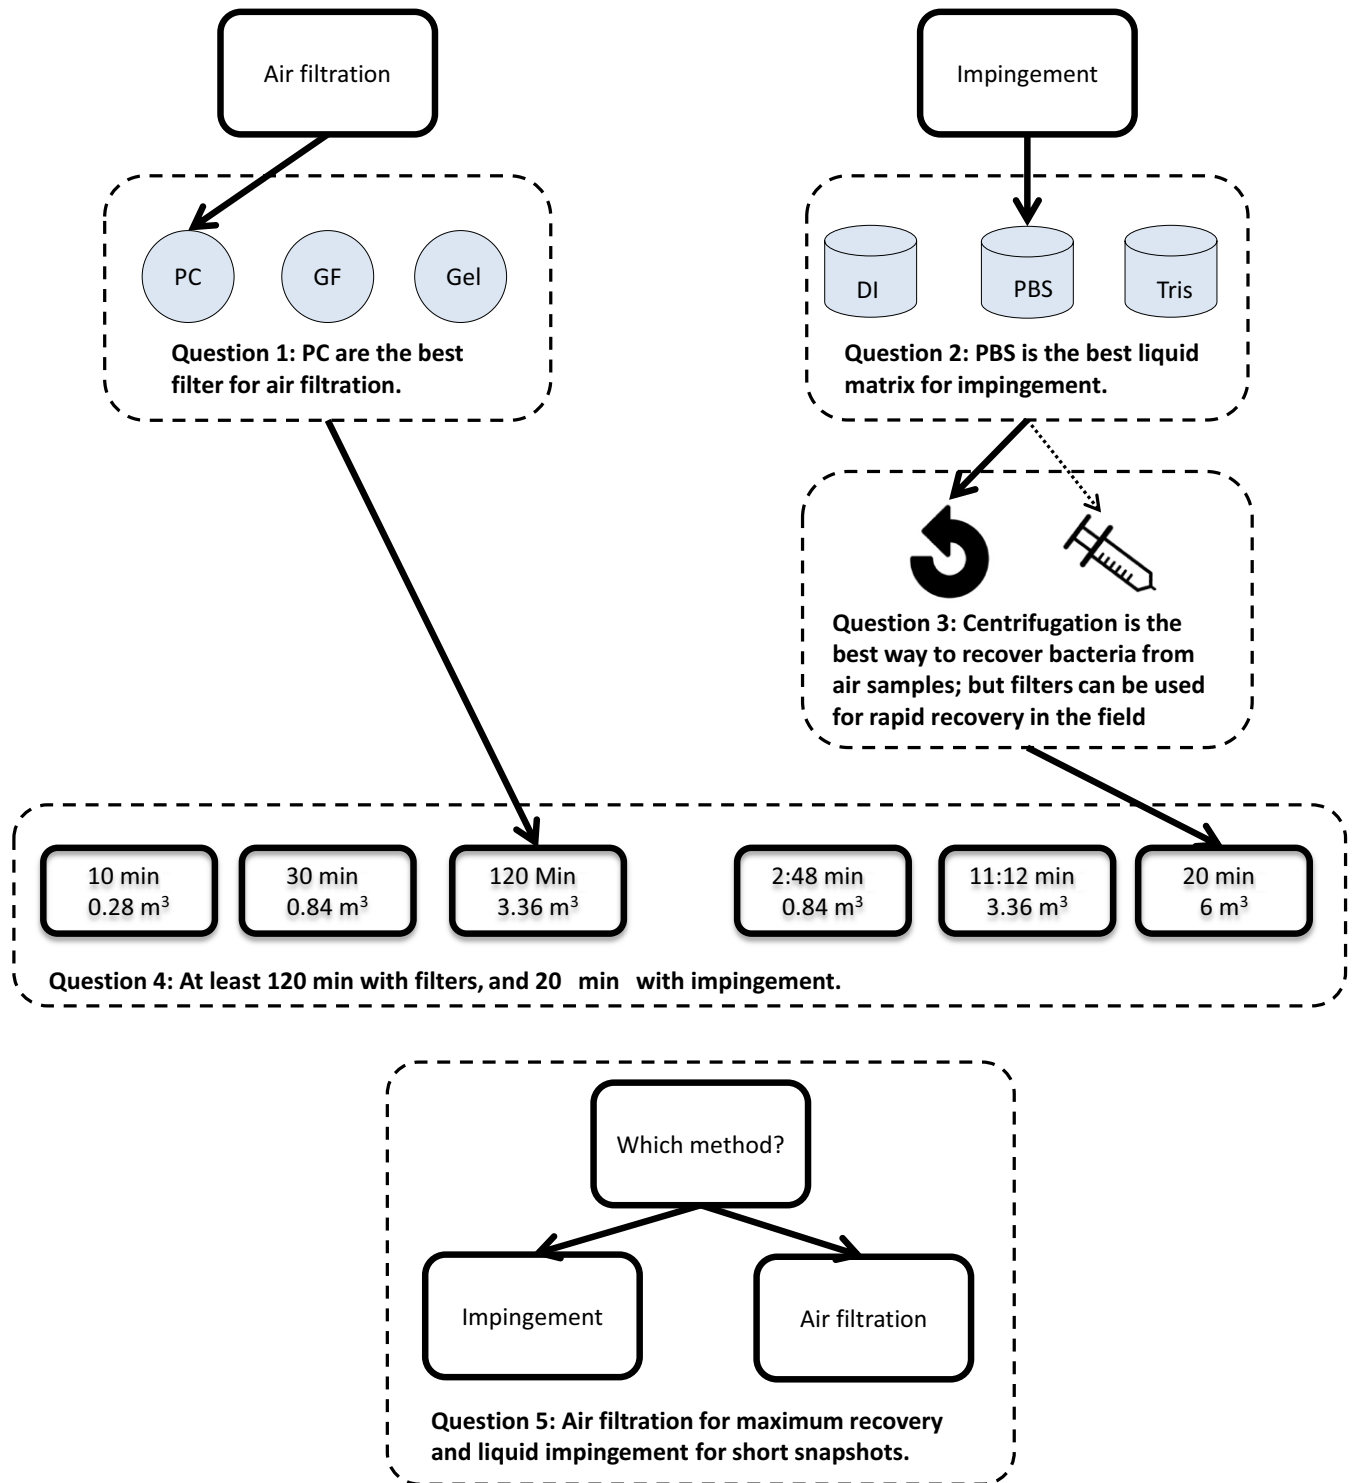 Air filtration
Impingement
PC
GF
Gel
DI
PBS
Tris
Question 1: PC are the best
filter for air filtration.
Question 2: PBS is the best liquid
matrix for impingement.
Question 3: Centrifugation is the
best way to recover bacteria from
air samples; but filters can be used
for rapid recovery in the field
10 min
0.28 m³
30 min
0.84 m³
120 Min
3.36 m³
2:48 min
0.84 m³
11:12 min
3.36 m³
20 min
6 m³
Question 4: At least 120 min with filters, and 20 min with impingement.
Which method?
Impingement
Air filtration
Question 5: Air filtration for maximum recovery
and liquid impingement for short snapshots.